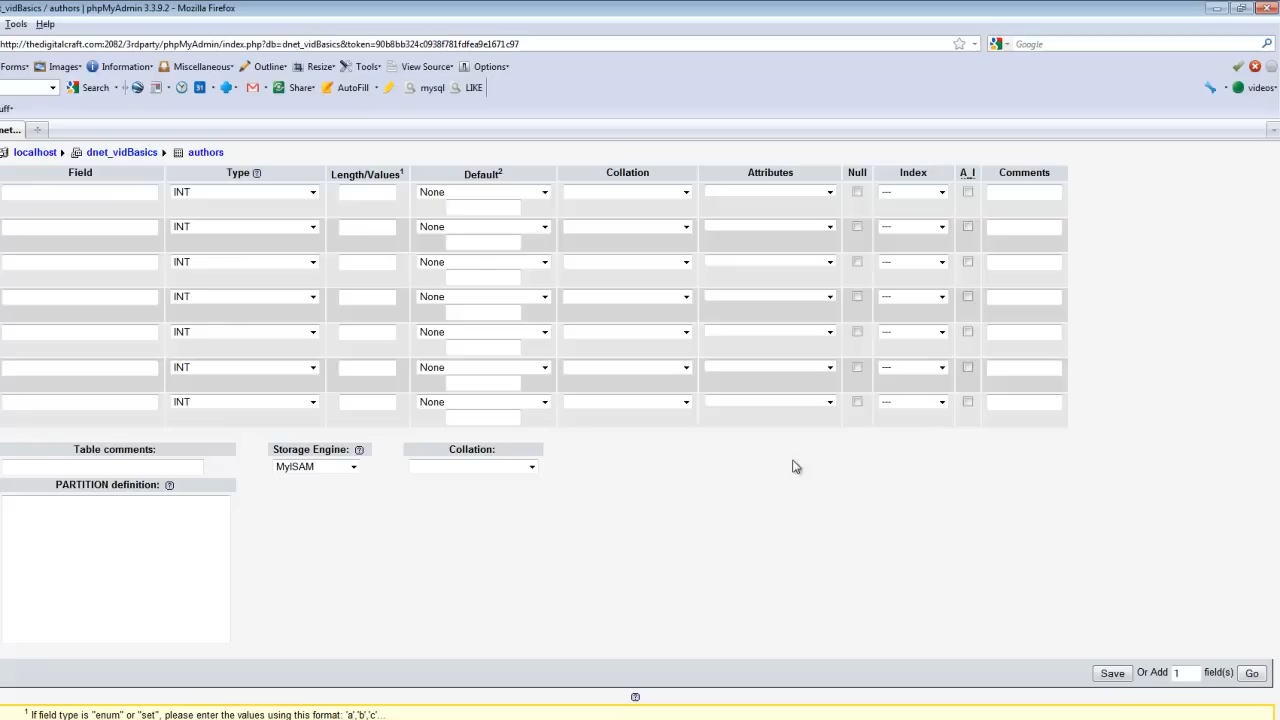 _vidBasics / authors | phpMyAdmin 3.3.9.2 - Mozilla Firefox
Tools Help
http://thedigitalcraft.com:2082/3rdparty/phpMyAdmin/index.php?db=dnet_vidBasics&token=90b8bb324c0938f781fdfea9e1671c97
Google
Forms Images Information Miscellaneous Outline Resize Tools View Source Options
Search 31 Share AutoFill mysql LIKE videos
uff
net...
localhost dnet_vidBasics authors
Field Type Length/Values1 Default2 Collation Attributes Null Index A_I Comments
INT None ---
INT None ---
INT None ---
INT None ---
INT None ---
INT None ---
INT None ---
Table comments: Storage Engine: Collation:
MyISAM
PARTITION definition:
Save Or Add 1 field(s) Go
1 If field type is "enum" or "set", please enter the values using this format: 'a','b','c'...